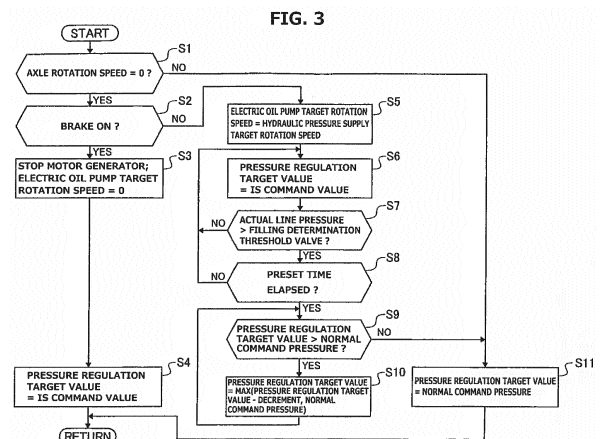 FIG. 3
START
S1
AXLE ROTATION SPEED = 0 ?
NO
YES
S2
BRAKE ON ?
NO
YES
S3
STOP MOTOR GENERATOR;
ELECTRIC OIL PUMP TARGET
ROTATION SPEED = 0
S4
PRESSURE REGULATION
TARGET VALUE
= IS COMMAND VALUE
RETURN
S5
ELECTRIC OIL PUMP TARGET ROTATION
SPEED = HYDRAULIC PRESSURE SUPPLY
TARGET ROTATION SPEED
S6
PRESSURE REGULATION
TARGET VALUE
= IS COMMAND VALUE
S7
ACTUAL LINE PRESSURE
> FILLING DETERMINATION
THRESHOLD VALVE ?
NO
YES
S8
PRESET TIME
ELAPSED ?
NO
YES
S9
PRESSURE REGULATION
TARGET VALUE > NORMAL
COMMAND PRESSURE ?
NO
YES
S10
PRESSURE REGULATION TARGET VALUE
= MAX(PRESSURE REGULATION TARGET
VALUE - DECREMENT, NORMAL
COMMAND PRESSURE)
S11
PRESSURE REGULATION TARGET VALUE
= NORMAL COMMAND PRESSURE